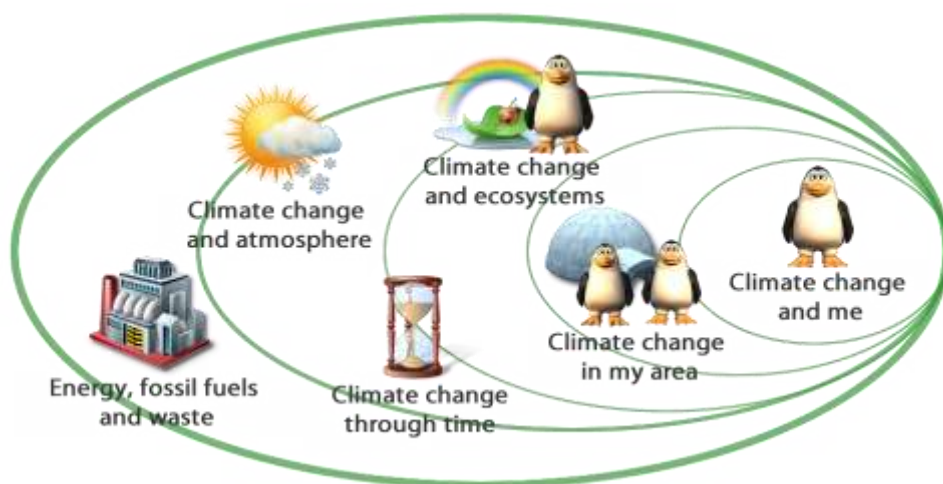 Climate change
and ecosystems
Climate change
and atmosphere
Climate change
and me
Climate change
in my area
Energy, fossil fuels
and waste
Climate change
through time